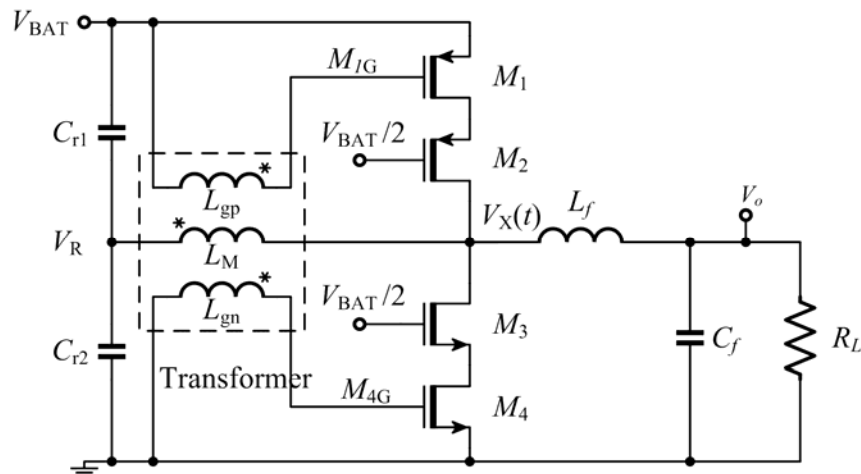 V_BAT
M_1G
M_1
C_r1
V_BAT/2
M_2
L_gp
V_X(t)
L_f
V_o
V_R
L_M
L_gn
V_BAT/2
M_3
C_r2
Transformer
M_4G
M_4
C_f
R_L